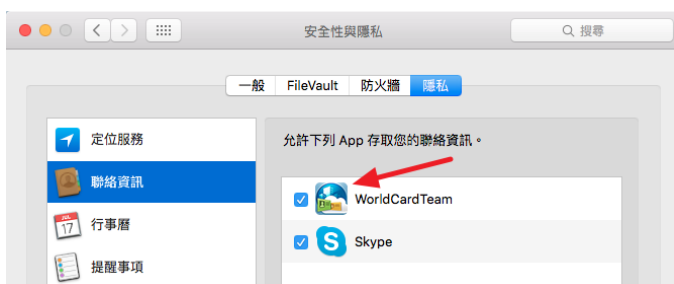 安全性與隱私
搜尋
一般 FileVault 防火牆 隱私
定位服務
聯絡資訊
行事曆
提醒事項
允許下列 App 存取您的聯絡資訊。
WorldCardTeam
Skype
JUL
17